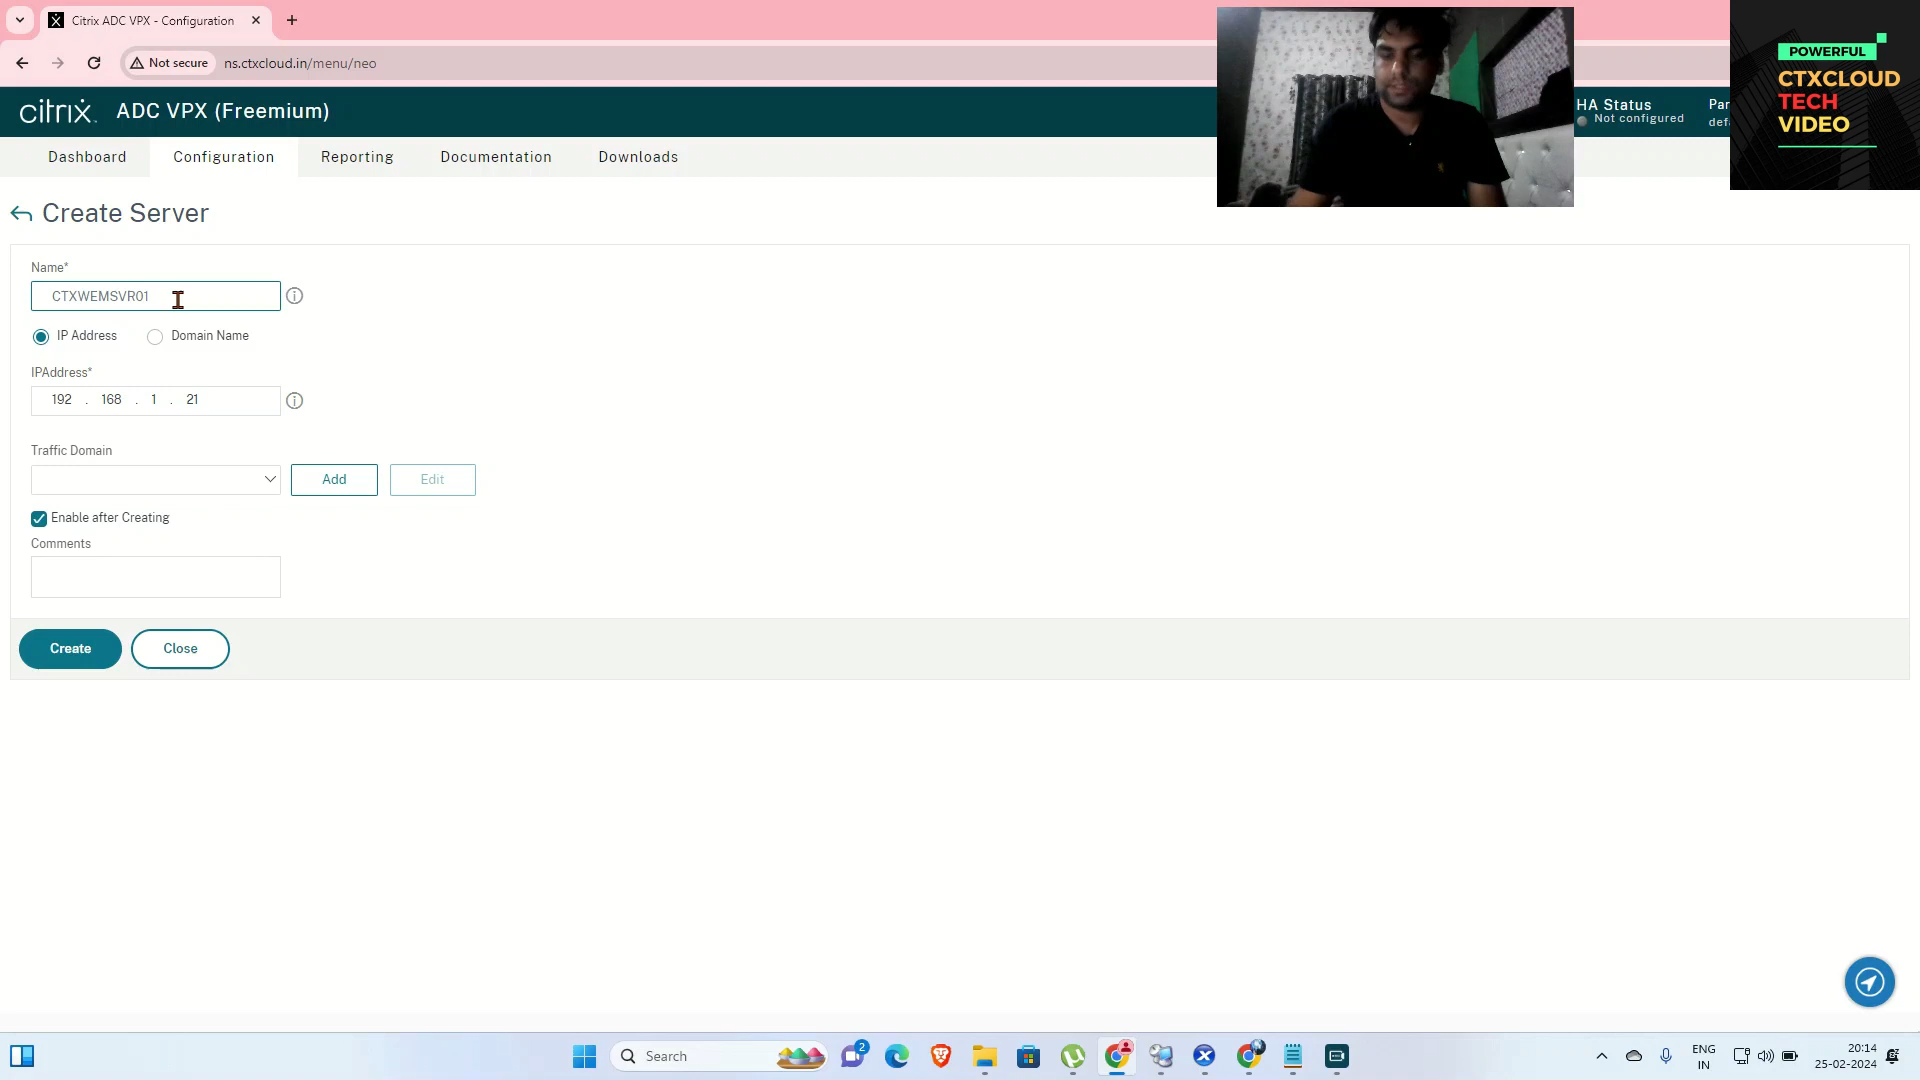 Citrix ADC VPX - Configuration
Not secure
ns.ctxcloud.in/menu/neo
citrix ADC VPX (Freemium)
HA Status
Not configured
Par
defa
POWERFUL
CTXCLOUD
TECH
VIDEO
Dashboard Configuration Reporting Documentation Downloads
Create Server
Name*
CTXWEMSVR01
IP Address Domain Name
IPAddress*
192 . 168 . 1 . 21
Traffic Domain
Add Edit
Enable after Creating
Comments
Create Close
Search
2
ENG
IN
20:14
25-02-2024